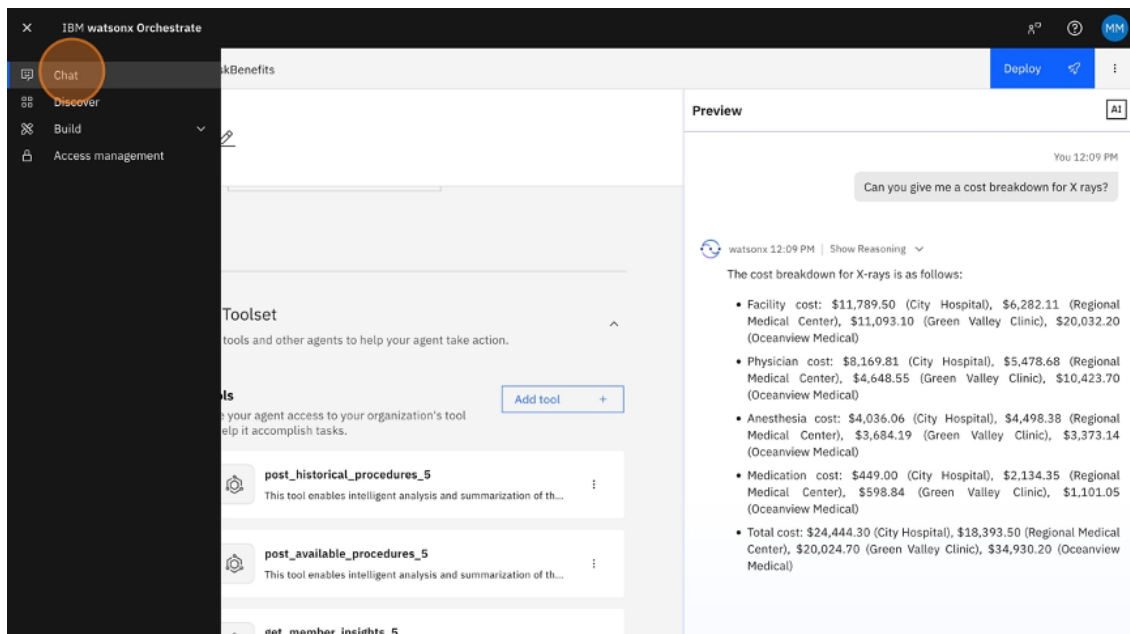 IBM watsonx Orchestrate
MM
Chat
Discover
Build
Access management
kBenefits
Deploy
Toolset
tools and other agents to help your agent take action.
ls
your agent access to your organization's tool
elp it accomplish tasks.
Add tool +
post_historical_procedures_5
This tool enables intelligent analysis and summarization of th...
post_available_procedures_5
This tool enables intelligent analysis and summarization of th...
get_member_insights_5
Preview
AI
You 12:09 PM
Can you give me a cost breakdown for X rays?
watsonx 12:09 PM | Show Reasoning
The cost breakdown for X-rays is as follows:
• Facility cost: $11,789.50 (City Hospital), $6,282.11 (Regional
Medical Center), $11,093.10 (Green Valley Clinic), $20,032.20
(Oceanview Medical)
• Physician cost: $8,169.81 (City Hospital), $5,478.68 (Regional
Medical Center), $4,648.55 (Green Valley Clinic), $10,423.70
(Oceanview Medical)
• Anesthesia cost: $4,036.06 (City Hospital), $4,498.38 (Regional
Medical Center), $3,684.19 (Green Valley Clinic), $3,373.14
(Oceanview Medical)
• Medication cost: $449.00 (City Hospital), $2,134.35 (Regional
Medical Center), $598.84 (Green Valley Clinic), $1,101.05
(Oceanview Medical)
• Total cost: $24,444.30 (City Hospital), $18,393.50 (Regional Medical
Center), $20,024.70 (Green Valley Clinic), $34,930.20 (Oceanview
Medical)